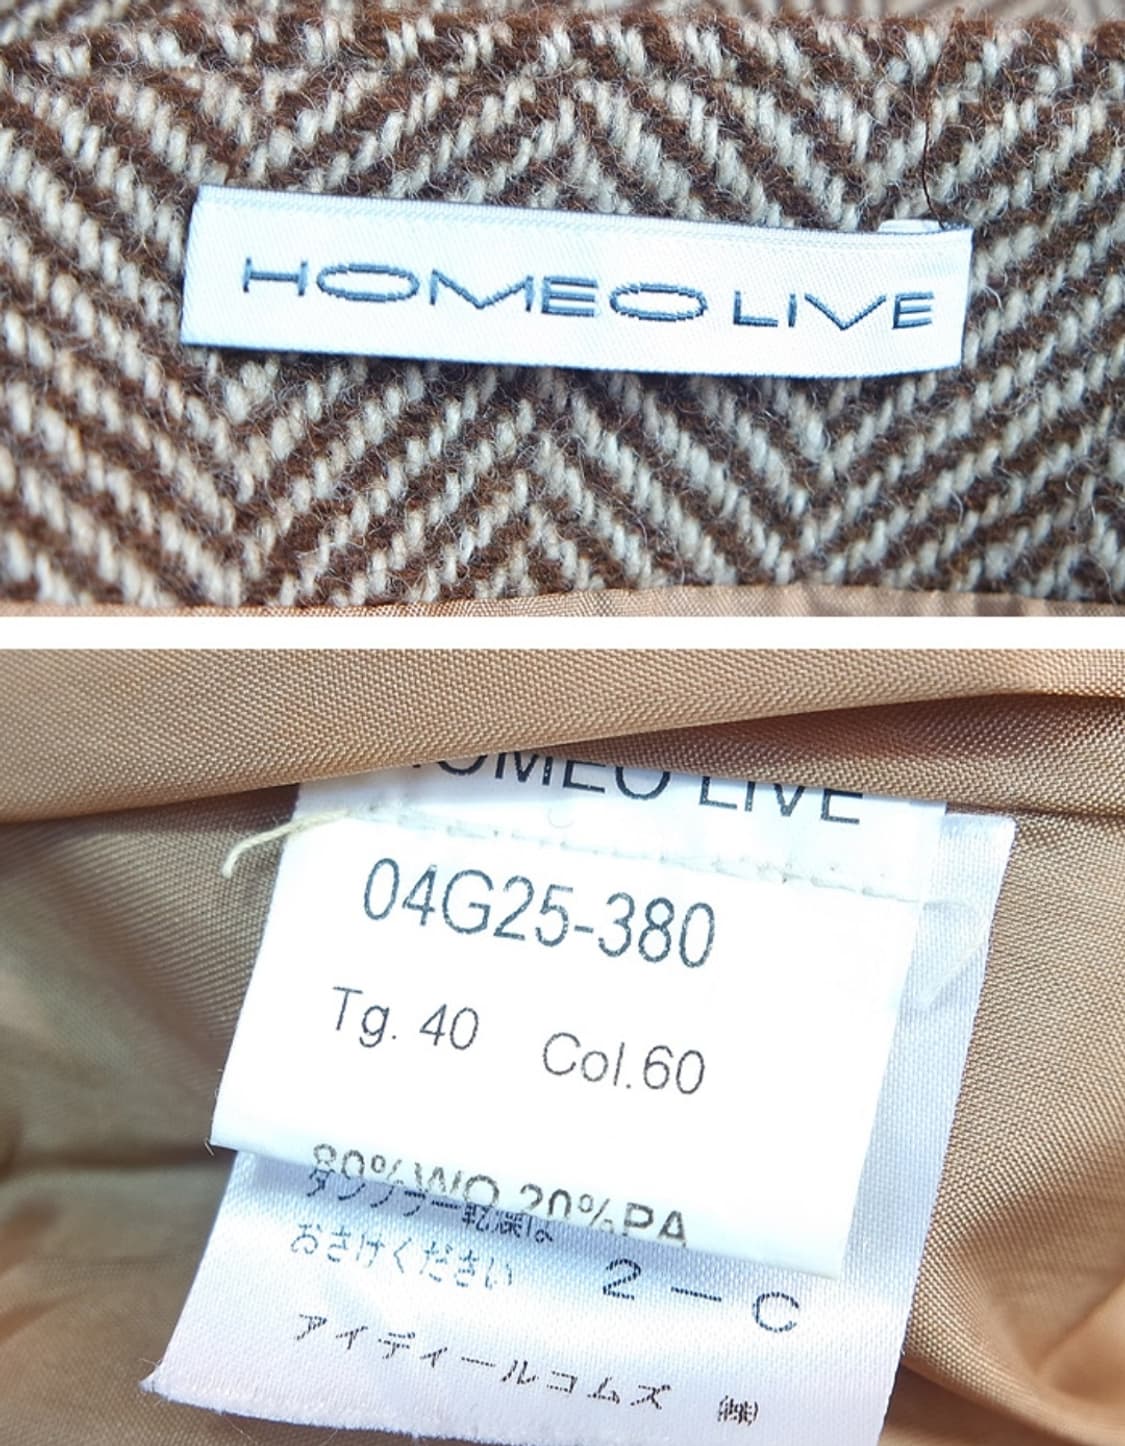 HOMEO LIVE
HOMEO LIVE
04G25-380
Tg. 40 Col.60
80%WO 20%PA
タンブラー乾燥は
おさけください
2-C
アイディールコムズ ㈱